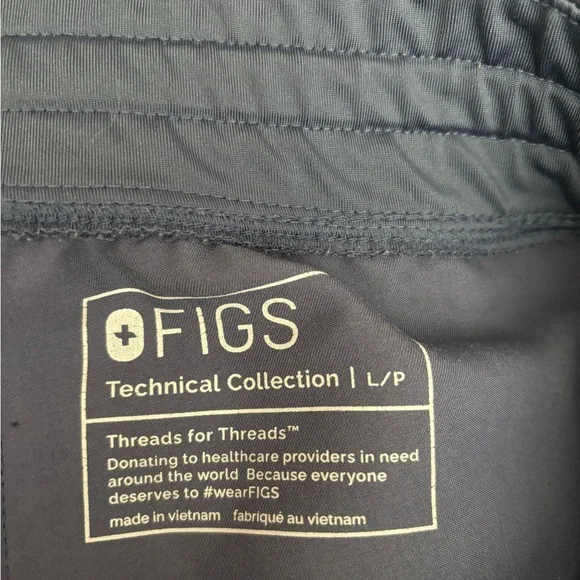 FIGS
Technical Collection | L/P
Threads for Threads™
Donating to healthcare providers in need
around the world Because everyone
deserves to #wearFIGS
made in vietnam fabriqué au vietnam